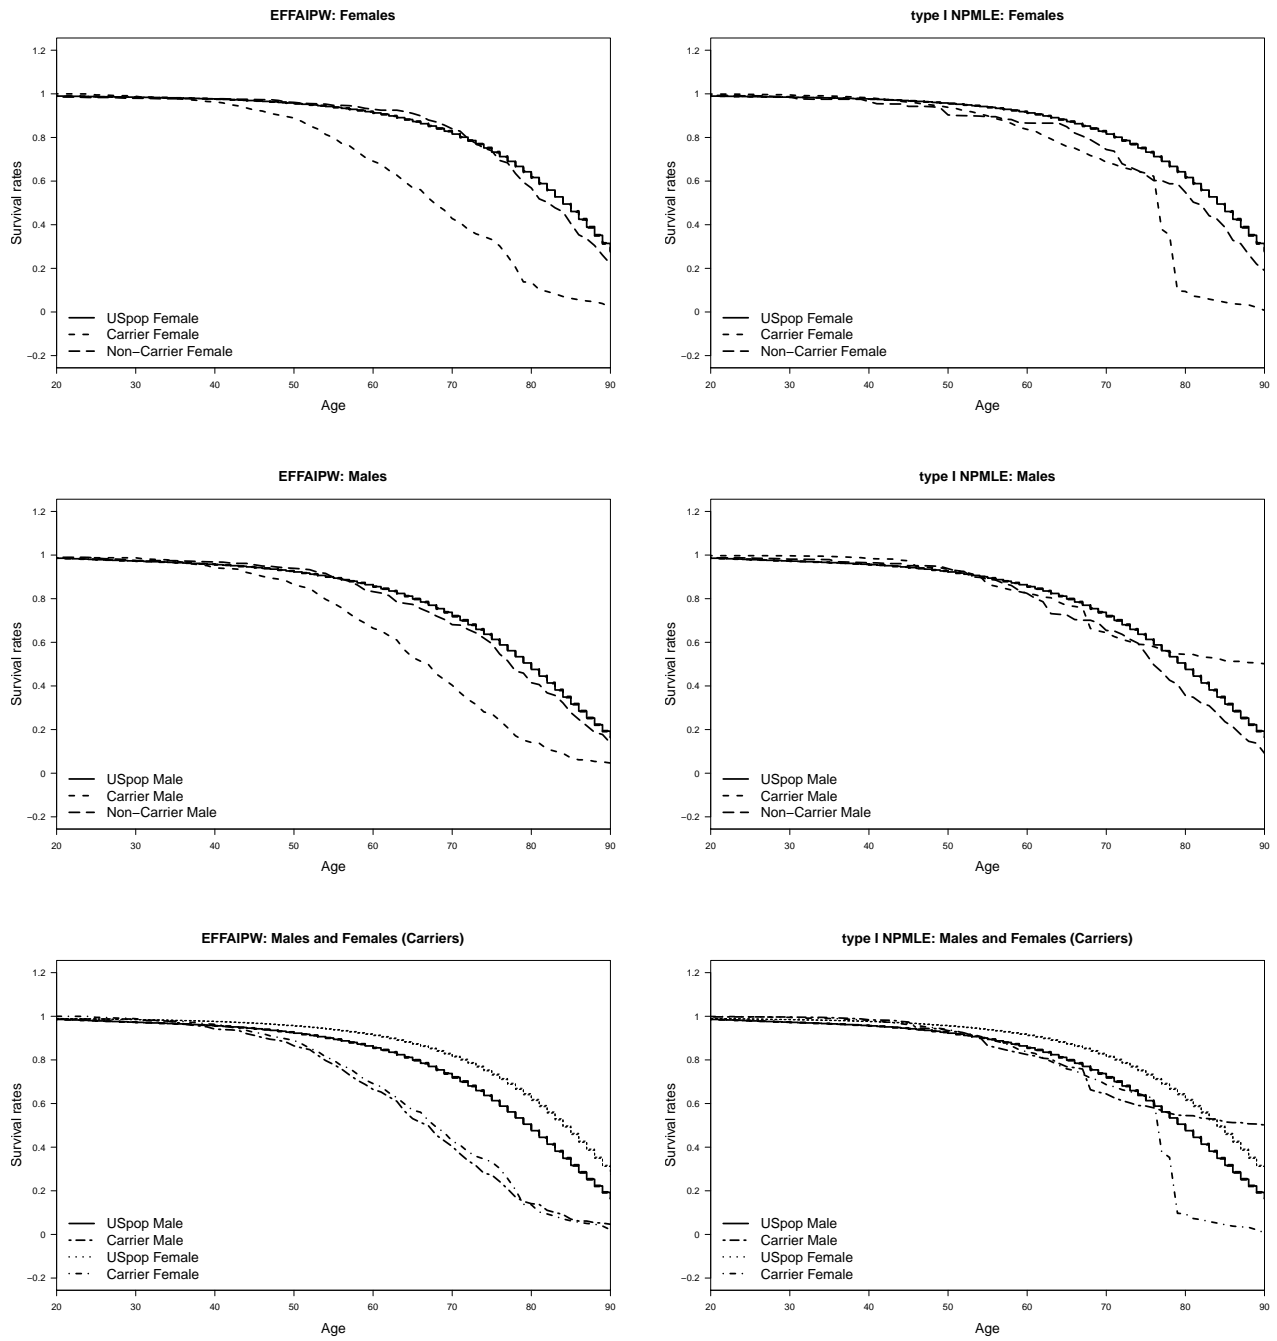 EFFAIPW: Females
1.2
1
0.8
0.6
0.4
0.2
0
−0.2
Survival rates
USpop Female
Carrier Female
Non−Carrier Female
20 30 40 50 60 70 80 90
Age
type I NPMLE: Females
1.2
1
0.8
0.6
0.4
0.2
0
−0.2
Survival rates
USpop Female
Carrier Female
Non−Carrier Female
20 30 40 50 60 70 80 90
Age
EFFAIPW: Males
1.2
1
0.8
0.6
0.4
0.2
0
−0.2
Survival rates
USpop Male
Carrier Male
Non−Carrier Male
20 30 40 50 60 70 80 90
Age
type I NPMLE: Males
1.2
1
0.8
0.6
0.4
0.2
0
−0.2
Survival rates
USpop Male
Carrier Male
Non−Carrier Male
20 30 40 50 60 70 80 90
Age
EFFAIPW: Males and Females (Carriers)
1.2
1
0.8
0.6
0.4
0.2
0
−0.2
Survival rates
USpop Male
Carrier Male
USpop Female
Carrier Female
20 30 40 50 60 70 80 90
Age
type I NPMLE: Males and Females (Carriers)
1.2
1
0.8
0.6
0.4
0.2
0
−0.2
Survival rates
USpop Male
Carrier Male
USpop Female
Carrier Female
20 30 40 50 60 70 80 90
Age